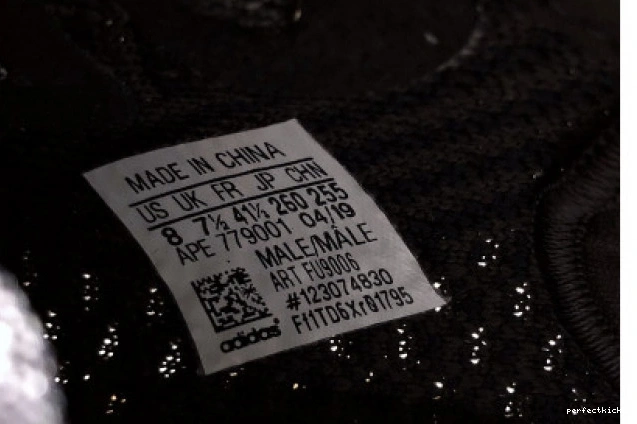 MADE IN CHINA
US UK FR JP CHN
8 7½ 41⅓ 260 255
APE 779001 04/19
MALE/MÂLE
ART FU9006
#123074830
Ff1TD6Xr01795
adidas
perfectkick